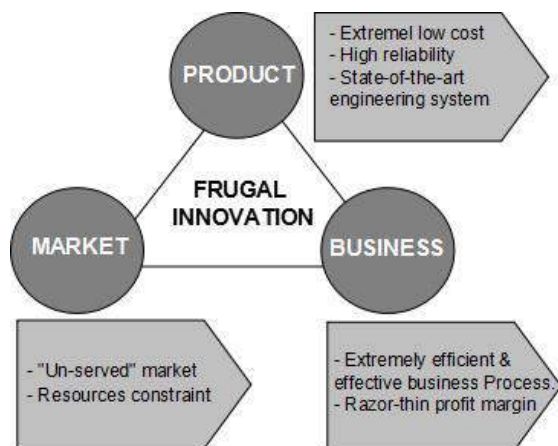 - Extremel low cost
- High reliability
- State-of-the-art
engineering system
PRODUCT
FRUGAL
INNOVATION
MARKET
BUSINESS
- "Un-served" market
- Resources constraint
- Extremely efficient &
effective business Process.
- Razor-thin profit margin